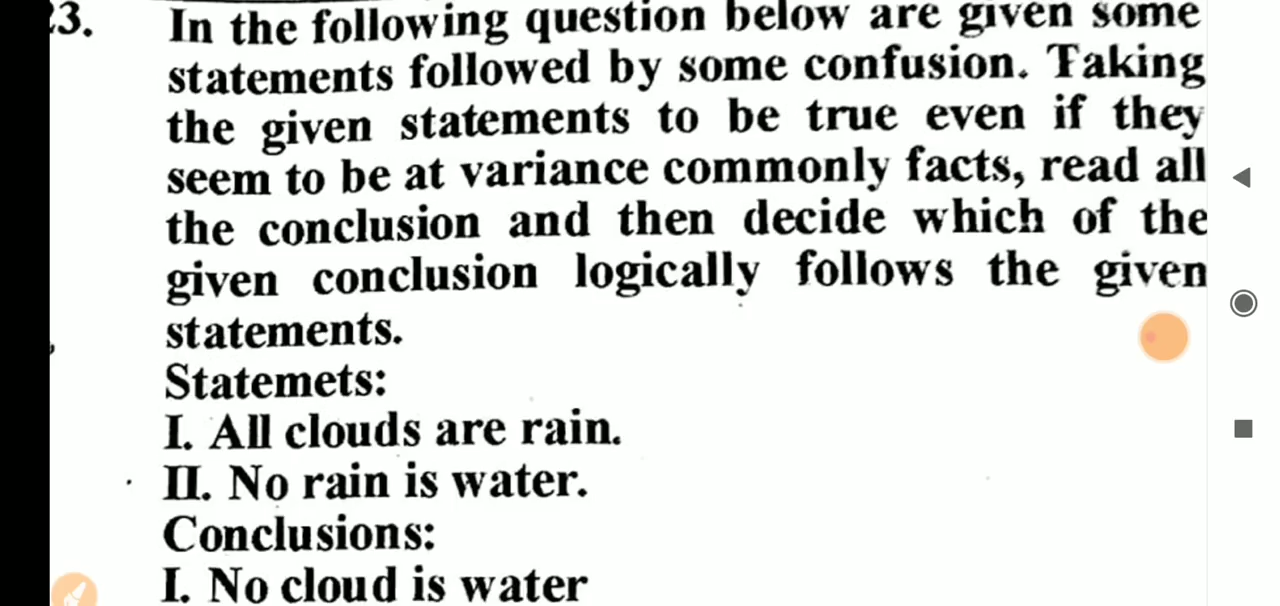 23. In the following question below are given some
statements followed by some confusion. Taking
the given statements to be true even if they
seem to be at variance commonly facts, read all
the conclusion and then decide which of the
given conclusion logically follows the given
statements.
Statemets:
I. All clouds are rain.
II. No rain is water.
Conclusions:
I. No cloud is water